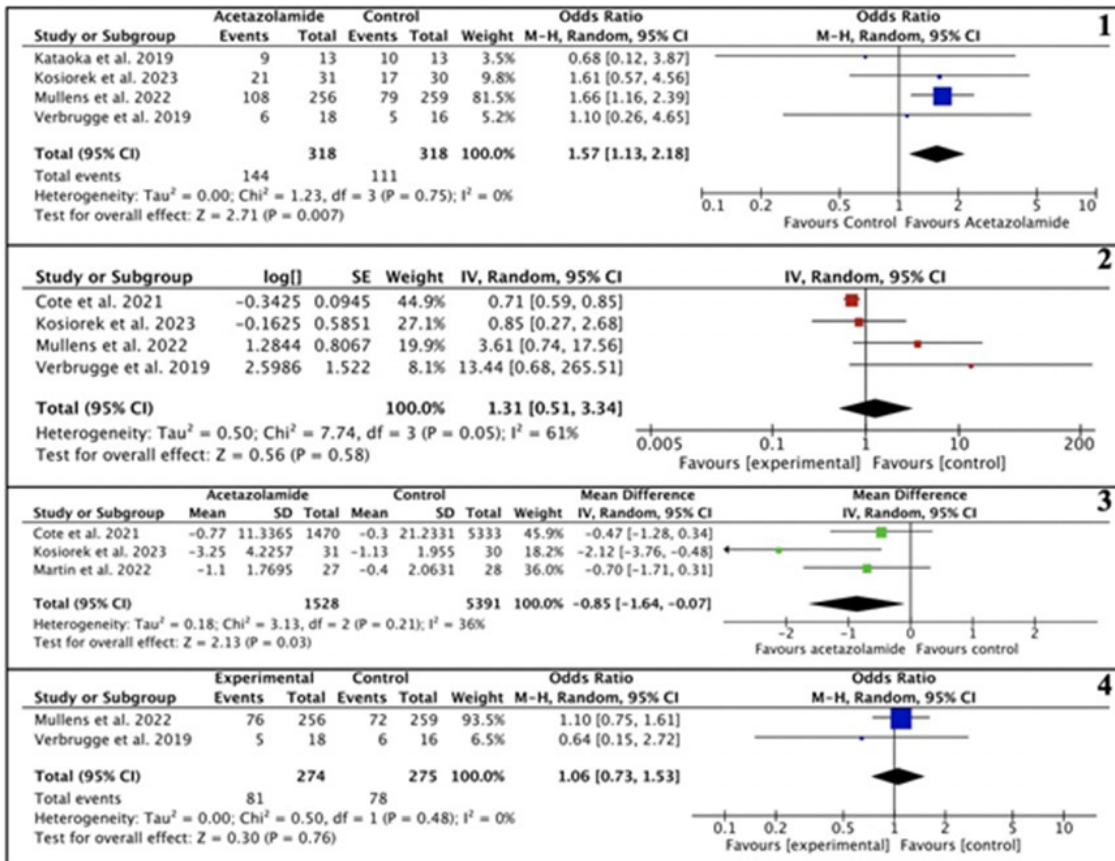 Acetazolamide Control Odds Ratio Odds Ratio 1
Study or Subgroup Events Total Events Total Weight M-H, Random, 95% CI M-H, Random, 95% CI
Kataoka et al. 2019 9 13 10 13 3.5% 0.68 [0.12, 3.87]
Kosiorek et al. 2023 21 31 17 30 9.8% 1.61 [0.57, 4.56]
Mullens et al. 2022 108 256 79 259 81.5% 1.66 [1.16, 2.39]
Verbrugge et al. 2019 6 18 5 16 5.2% 1.10 [0.26, 4.65]
Total (95% CI) 318 318 100.0% 1.57 [1.13, 2.18]
Total events 144 111
Heterogeneity: Tau² = 0.00; Chi² = 1.23, df = 3 (P = 0.75); I² = 0%
Test for overall effect: Z = 2.71 (P = 0.007)
0.1 0.2 0.5 1 2 5 10
Favours Control Favours Acetazolamide
2
Study or Subgroup log[] SE Weight IV, Random, 95% CI IV, Random, 95% CI
Cote et al. 2021 -0.3425 0.0945 44.9% 0.71 [0.59, 0.85]
Kosiorek et al. 2023 -0.1625 0.5851 27.1% 0.85 [0.27, 2.68]
Mullens et al. 2022 1.2844 0.8067 19.9% 3.61 [0.74, 17.56]
Verbrugge et al. 2019 2.5986 1.522 8.1% 13.44 [0.68, 265.51]
Total (95% CI) 100.0% 1.31 [0.51, 3.34]
Heterogeneity: Tau² = 0.50; Chi² = 7.74, df = 3 (P = 0.05); I² = 61%
Test for overall effect: Z = 0.56 (P = 0.58)
0.005 0.1 1 10 200
Favours [experimental] Favours [control]
Acetazolamide Control Mean Difference Mean Difference 3
Study or Subgroup Mean SD Total Mean SD Total Weight IV, Random, 95% CI IV, Random, 95% CI
Cote et al. 2021 -0.77 11.3365 1470 -0.3 21.2331 5333 45.9% -0.47 [-1.28, 0.34]
Kosiorek et al. 2023 -3.25 4.2257 31 -1.13 1.955 30 18.2% -2.12 [-3.76, -0.48]
Martin et al. 2022 -1.1 1.7695 27 -0.4 2.0631 28 36.0% -0.70 [-1.71, 0.31]
Total (95% CI) 1528 5391 100.0% -0.85 [-1.64, -0.07]
Heterogeneity: Tau² = 0.18; Chi² = 3.13, df = 2 (P = 0.21); I² = 36%
Test for overall effect: Z = 2.13 (P = 0.03)
-2 -1 0 1 2
Favours acetazolamide Favours control
Experimental Control Odds Ratio Odds Ratio 4
Study or Subgroup Events Total Events Total Weight M-H, Random, 95% CI M-H, Random, 95% CI
Mullens et al. 2022 76 256 72 259 93.5% 1.10 [0.75, 1.61]
Verbrugge et al. 2019 5 18 6 16 6.5% 0.64 [0.15, 2.72]
Total (95% CI) 274 275 100.0% 1.06 [0.73, 1.53]
Total events 81 78
Heterogeneity: Tau² = 0.00; Chi² = 0.50, df = 1 (P = 0.48); I² = 0%
Test for overall effect: Z = 0.30 (P = 0.76)
0.1 0.2 0.5 1 2 5 10
Favours [experimental] Favours [control]